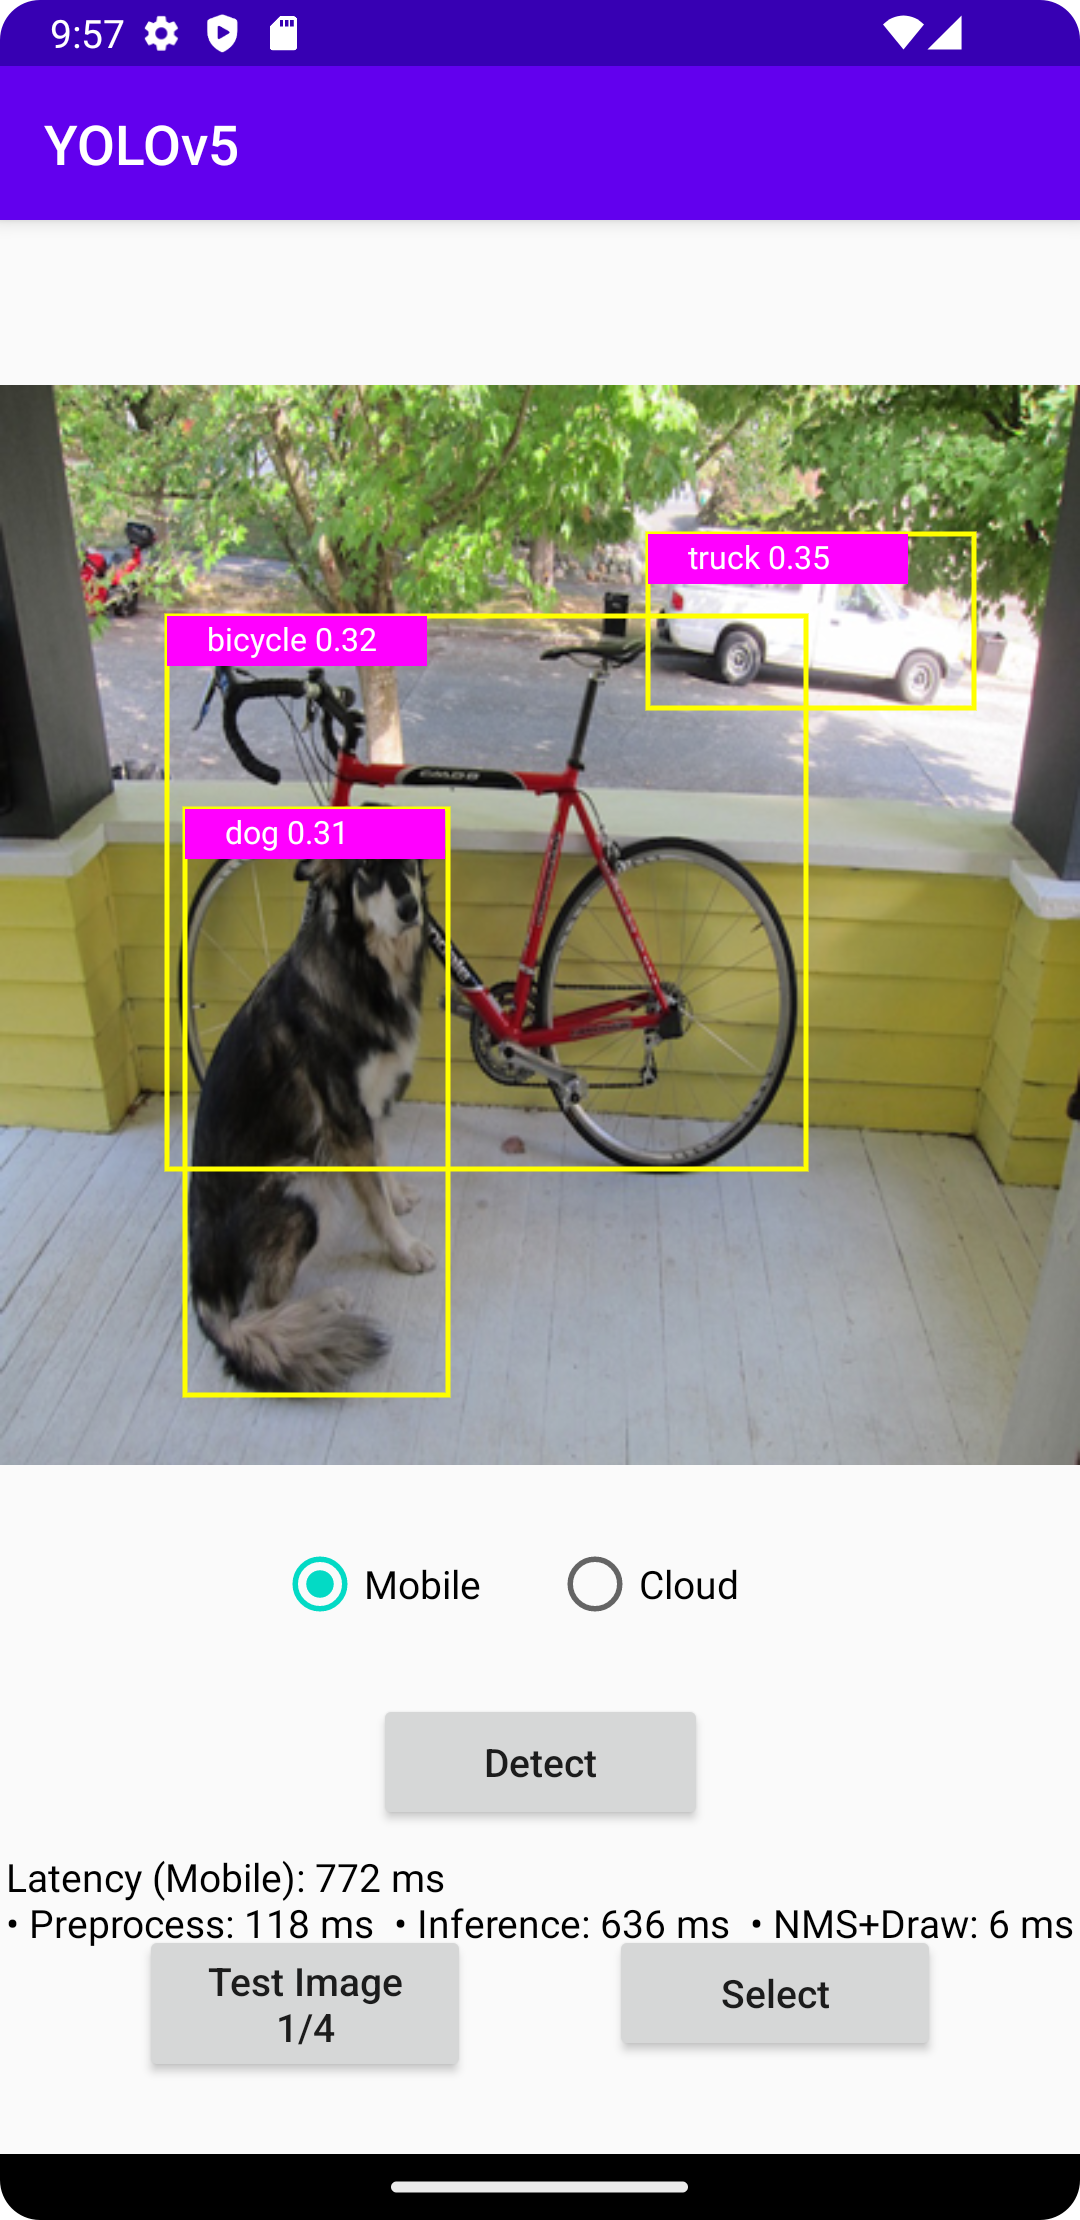 9:57
YOLOv5
truck 0.35
bicycle 0.32
dog 0.31
Mobile
Cloud
Detect
Latency (Mobile): 772 ms
• Preprocess: 118 ms • Inference: 636 ms • NMS+Draw: 6 ms
Test Image
1/4
Select